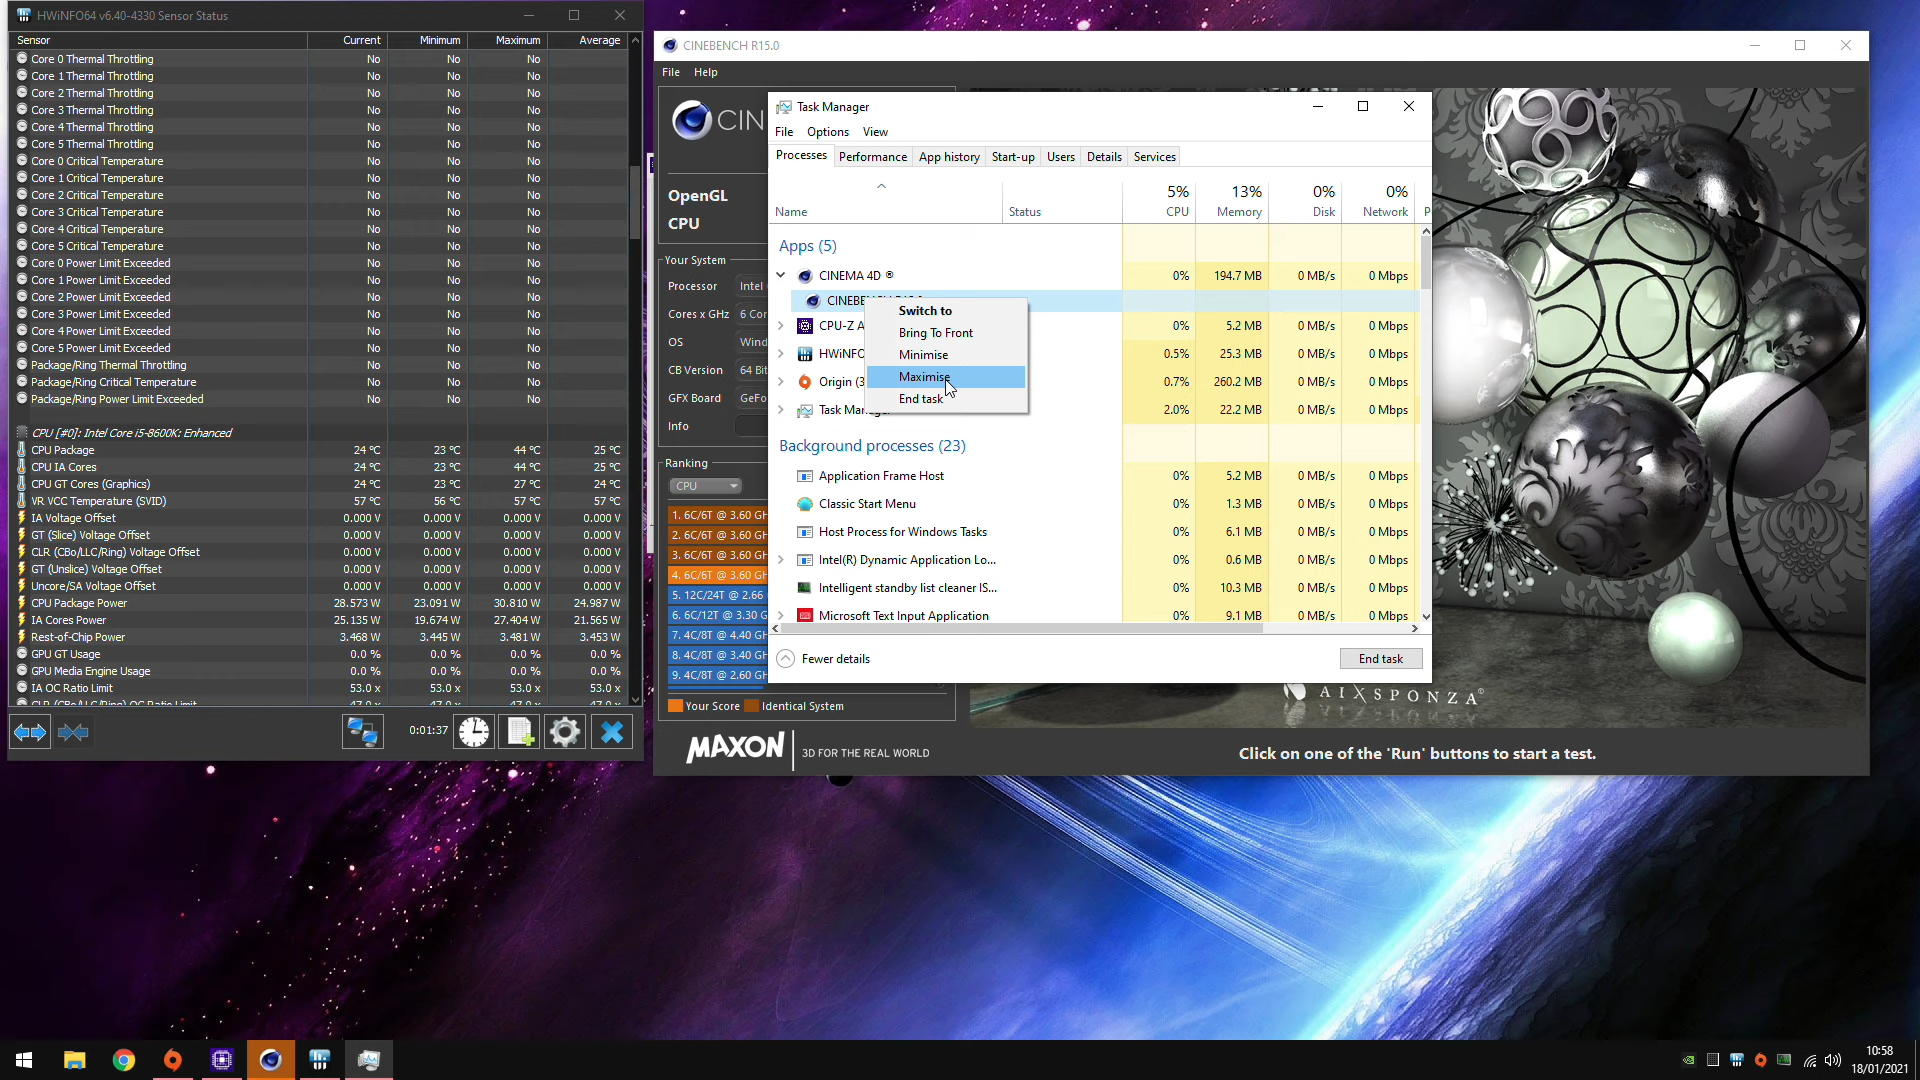 HWiNFO64 v6.40-4330 Sensor Status
Sensor Current Minimum Maximum Average
Core 0 Thermal Throttling No No No
Core 1 Thermal Throttling No No No
Core 2 Thermal Throttling No No No
Core 3 Thermal Throttling No No No
Core 4 Thermal Throttling No No No
Core 5 Thermal Throttling No No No
Core 0 Critical Temperature No No No
Core 1 Critical Temperature No No No
Core 2 Critical Temperature No No No
Core 3 Critical Temperature No No No
Core 4 Critical Temperature No No No
Core 5 Critical Temperature No No No
Core 0 Power Limit Exceeded No No No
Core 1 Power Limit Exceeded No No No
Core 2 Power Limit Exceeded No No No
Core 3 Power Limit Exceeded No No No
Core 4 Power Limit Exceeded No No No
Core 5 Power Limit Exceeded No No No
Package/Ring Thermal Throttling No No No
Package/Ring Critical Temperature No No No
Package/Ring Power Limit Exceeded No No No
CPU [#0]: Intel Core i5-8600K: Enhanced
CPU Package 24 °C 23 °C 44 °C 25 °C
CPU IA Cores 24 °C 23 °C 44 °C 25 °C
CPU GT Cores (Graphics) 24 °C 23 °C 27 °C 24 °C
VR VCC Temperature (SVID) 57 °C 56 °C 57 °C 57 °C
IA Voltage Offset 0.000 V 0.000 V 0.000 V 0.000 V
GT (Slice) Voltage Offset 0.000 V 0.000 V 0.000 V 0.000 V
CLR (CBo/LLC/Ring) Voltage Offset 0.000 V 0.000 V 0.000 V 0.000 V
GT (Unslice) Voltage Offset 0.000 V 0.000 V 0.000 V 0.000 V
Uncore/SA Voltage Offset 0.000 V 0.000 V 0.000 V 0.000 V
CPU Package Power 28.573 W 23.091 W 30.810 W 24.987 W
IA Cores Power 25.135 W 19.674 W 27.404 W 21.565 W
Rest-of-Chip Power 3.468 W 3.445 W 3.481 W 3.453 W
GPU GT Usage 0.0 % 0.0 % 0.0 % 0.0 %
GPU Media Engine Usage 0.0 % 0.0 % 0.0 % 0.0 %
IA OC Ratio Limit 53.0 x 53.0 x 53.0 x 53.0 x
CLR (CBo/LLC/Ring) OC Ratio Limit 47.0 x 47.0 x 47.0 x 47.0 x
0:01:37
CINEBENCH R15.0
File Help
CIN
OpenGL
CPU
Your System
Processor Intel
Cores x GHz 6 Cor
OS Wind
CB Version 64 Bit
GFX Board GeFo
Info
Ranking
CPU
1. 6C/6T @ 3.60 GH
2. 6C/6T @ 3.60 GH
3. 6C/6T @ 3.60 GH
4. 6C/6T @ 3.60 GH
5. 12C/24T @ 2.66
6. 6C/12T @ 3.30 G
7. 4C/8T @ 4.40 GH
8. 4C/8T @ 3.40 GH
9. 4C/8T @ 2.60 GH
Your Score Identical System
MAXON 3D FOR THE REAL WORLD
Click on one of the 'Run' buttons to start a test.
AIXSPONZA®
Task Manager
File Options View
Processes Performance App history Start-up Users Details Services
5% 13% 0% 0%
Name Status CPU Memory Disk Network P
Apps (5)
CINEMA 4D ® 0% 194.7 MB 0 MB/s 0 Mbps
CINEBENCH
CPU-Z A 0% 5.2 MB 0 MB/s 0 Mbps
HWiNFO 0.5% 25.3 MB 0 MB/s 0 Mbps
Origin (3 0.7% 260.2 MB 0 MB/s 0 Mbps
Task Manager 2.0% 22.2 MB 0 MB/s 0 Mbps
Switch to
Bring To Front
Minimise
Maximise
End task
Background processes (23)
Application Frame Host 0% 5.2 MB 0 MB/s 0 Mbps
Classic Start Menu 0% 1.3 MB 0 MB/s 0 Mbps
Host Process for Windows Tasks 0% 6.1 MB 0 MB/s 0 Mbps
Intel(R) Dynamic Application Lo... 0% 0.6 MB 0 MB/s 0 Mbps
Intelligent standby list cleaner IS... 0% 10.3 MB 0 MB/s 0 Mbps
Microsoft Text Input Application 0% 9.1 MB 0 MB/s 0 Mbps
Fewer details
End task
10:58
18/01/2021